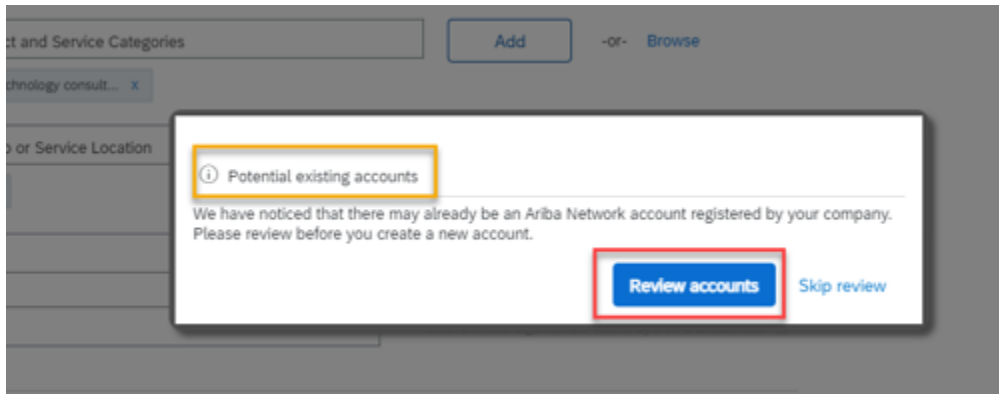 ct and Service Categories
Add
-or- Browse
chnology consult... x
o or Service Location
Potential existing accounts
We have noticed that there may already be an Ariba Network account registered by your company.
Please review before you create a new account.
Review accounts
Skip review